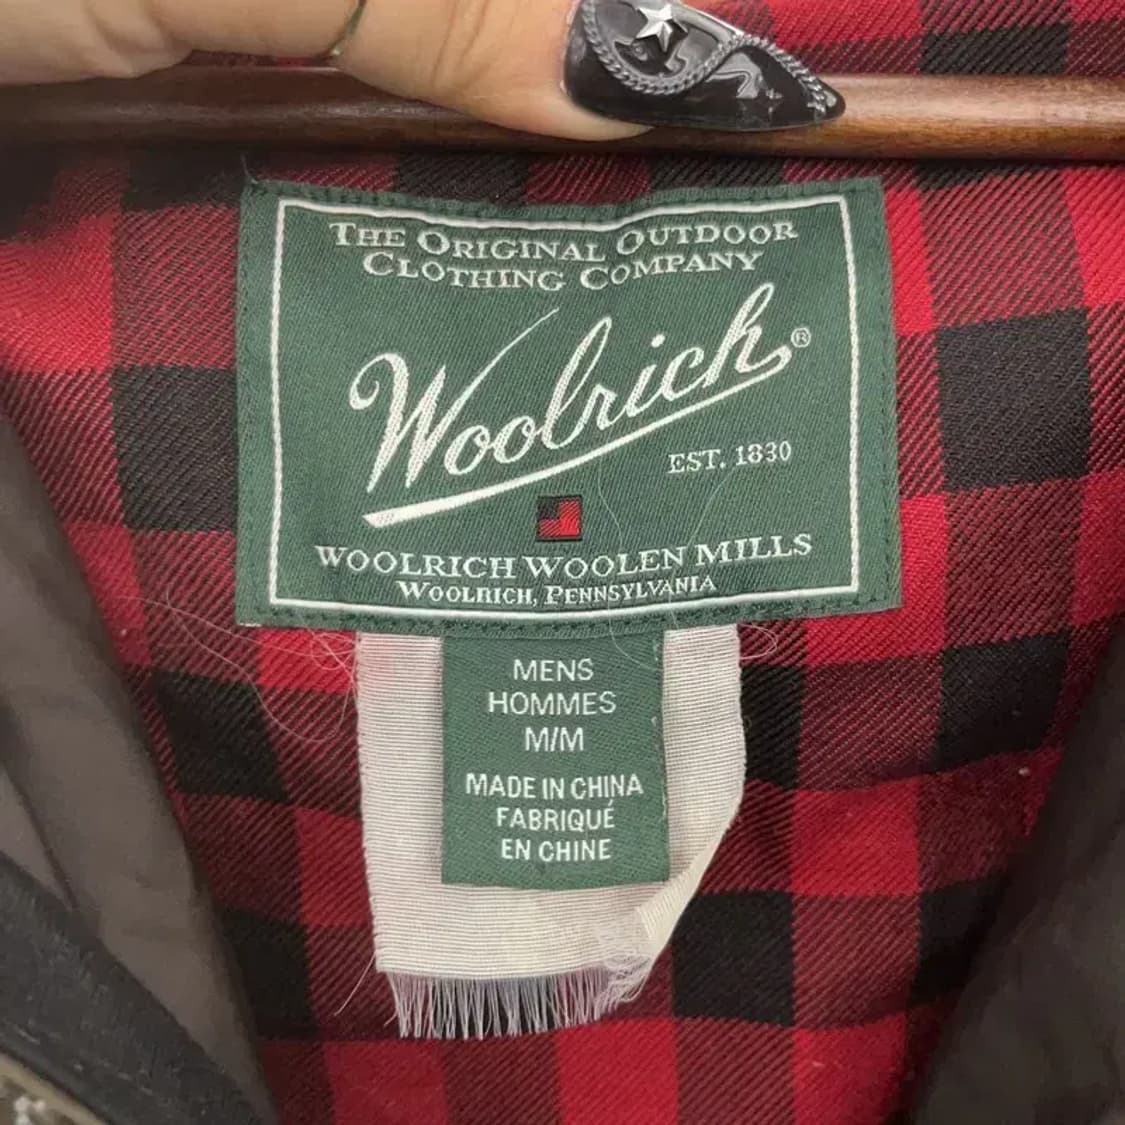 THE ORIGINAL OUTDOOR
CLOTHING COMPANY
Woolrich®
EST. 1830
WOOLRICH WOOLEN MILLS
WOOLRICH, PENNSYLVANIA
MENS
HOMMES
M/M
MADE IN CHINA
FABRIQUÉ
EN CHINE